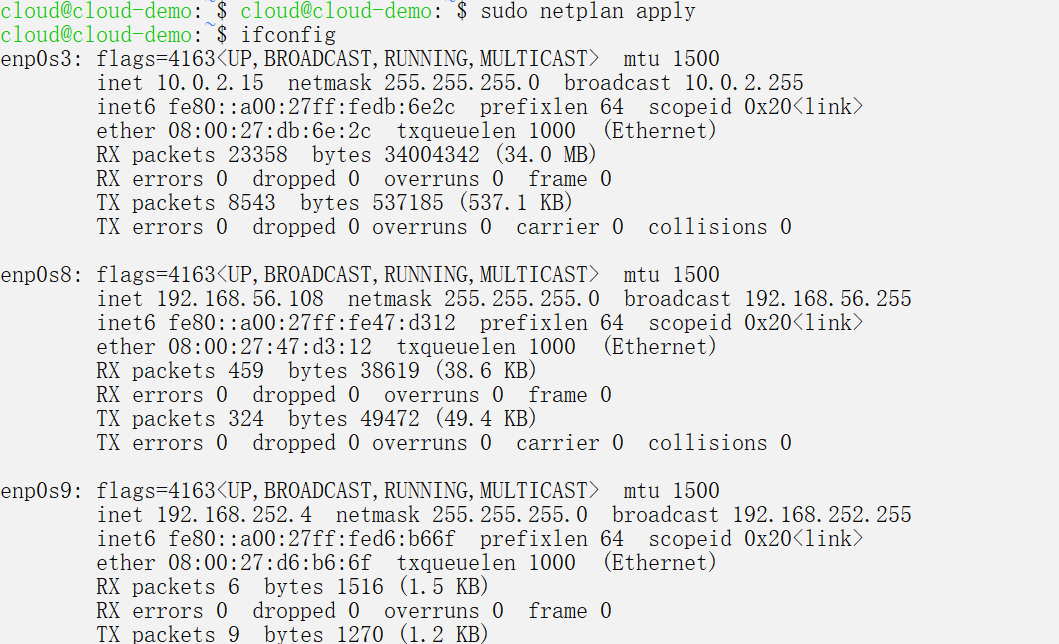 cloud@cloud-demo:~$ cloud@cloud-demo:~$ sudo netplan apply
cloud@cloud-demo:~$ ifconfig
enp0s3: flags=4163<UP,BROADCAST,RUNNING,MULTICAST>  mtu 1500
        inet 10.0.2.15  netmask 255.255.255.0  broadcast 10.0.2.255
        inet6 fe80::a00:27ff:fedb:6e2c  prefixlen 64  scopeid 0x20<link>
        ether 08:00:27:db:6e:2c  txqueuelen 1000  (Ethernet)
        RX packets 23358  bytes 34004342 (34.0 MB)
        RX errors 0  dropped 0  overruns 0  frame 0
        TX packets 8543  bytes 537185 (537.1 KB)
        TX errors 0  dropped 0 overruns 0  carrier 0  collisions 0

enp0s8: flags=4163<UP,BROADCAST,RUNNING,MULTICAST>  mtu 1500
        inet 192.168.56.108  netmask 255.255.255.0  broadcast 192.168.56.255
        inet6 fe80::a00:27ff:fe47:d312  prefixlen 64  scopeid 0x20<link>
        ether 08:00:27:47:d3:12  txqueuelen 1000  (Ethernet)
        RX packets 459  bytes 38619 (38.6 KB)
        RX errors 0  dropped 0  overruns 0  frame 0
        TX packets 324  bytes 49472 (49.4 KB)
        TX errors 0  dropped 0 overruns 0  carrier 0  collisions 0

enp0s9: flags=4163<UP,BROADCAST,RUNNING,MULTICAST>  mtu 1500
        inet 192.168.252.4  netmask 255.255.255.0  broadcast 192.168.252.255
        inet6 fe80::a00:27ff:fed6:b66f  prefixlen 64  scopeid 0x20<link>
        ether 08:00:27:d6:b6:6f  txqueuelen 1000  (Ethernet)
        RX packets 6  bytes 1516 (1.5 KB)
        RX errors 0  dropped 0  overruns 0  frame 0
        TX packets 9  bytes 1270 (1.2 KB)